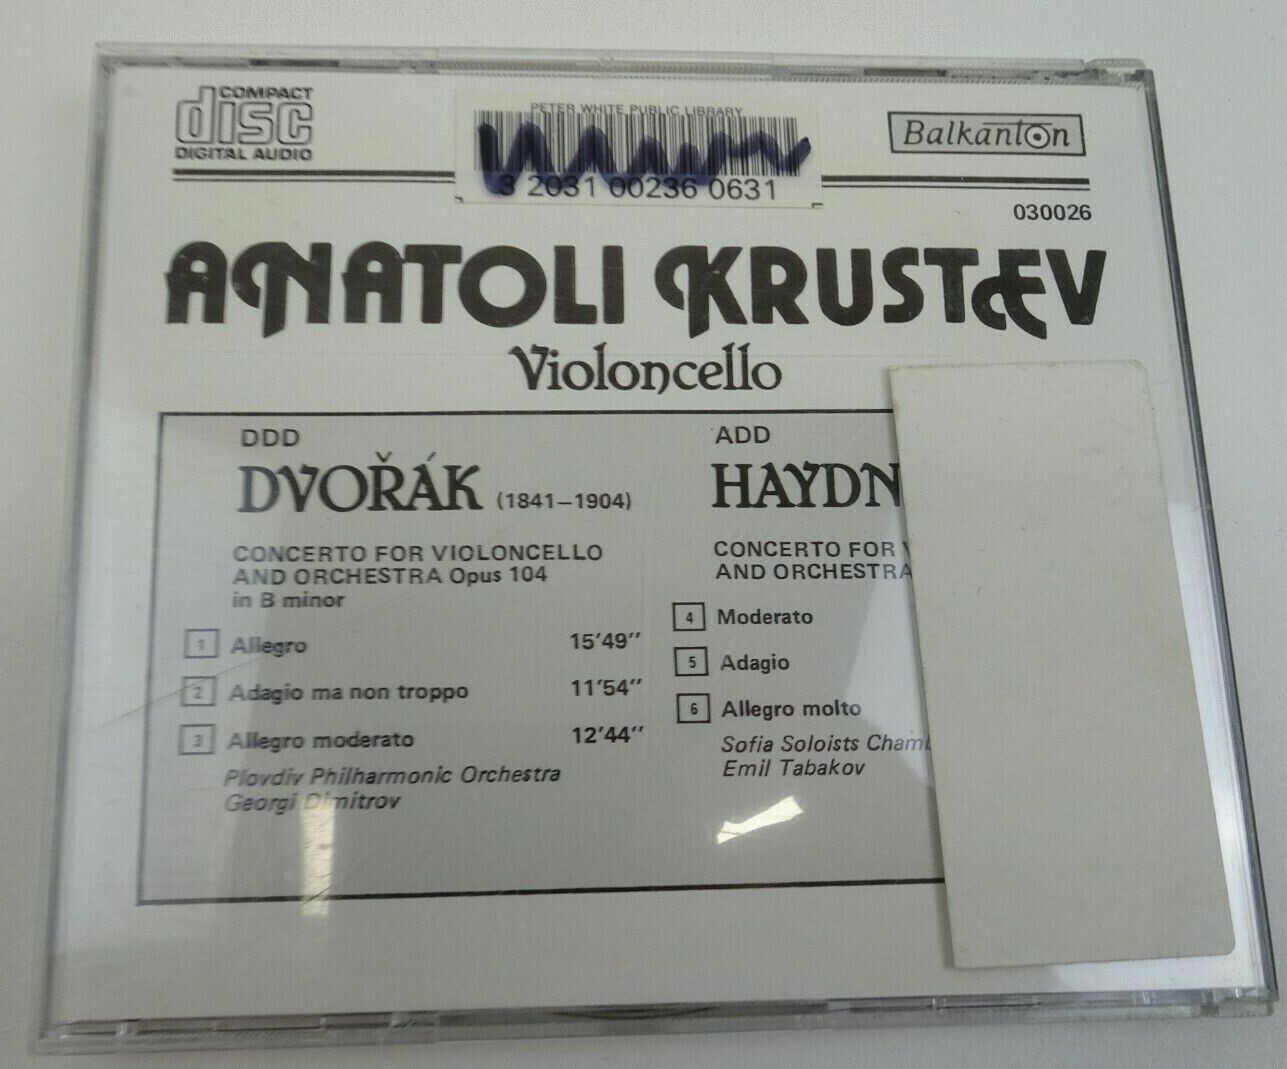 COMPACT
disc
DIGITAL AUDIO
PETER WHITE PUBLIC LIBRARY
3 2031 00236 0631
Balkanton
030026
ANATOLI KRUSTEV
Violoncello
DDD
DVOŘÁK (1841–1904)
CONCERTO FOR VIOLONCELLO
AND ORCHESTRA Opus 104
in B minor
1 Allegro 15'49''
2 Adagio ma non troppo 11'54''
3 Allegro moderato 12'44''
Plovdiv Philharmonic Orchestra
Georgi Dimitrov
ADD
HAYDN
CONCERTO FOR
AND ORCHESTRA
4 Moderato
5 Adagio
6 Allegro molto
Sofia Soloists Cham
Emil Tabakov